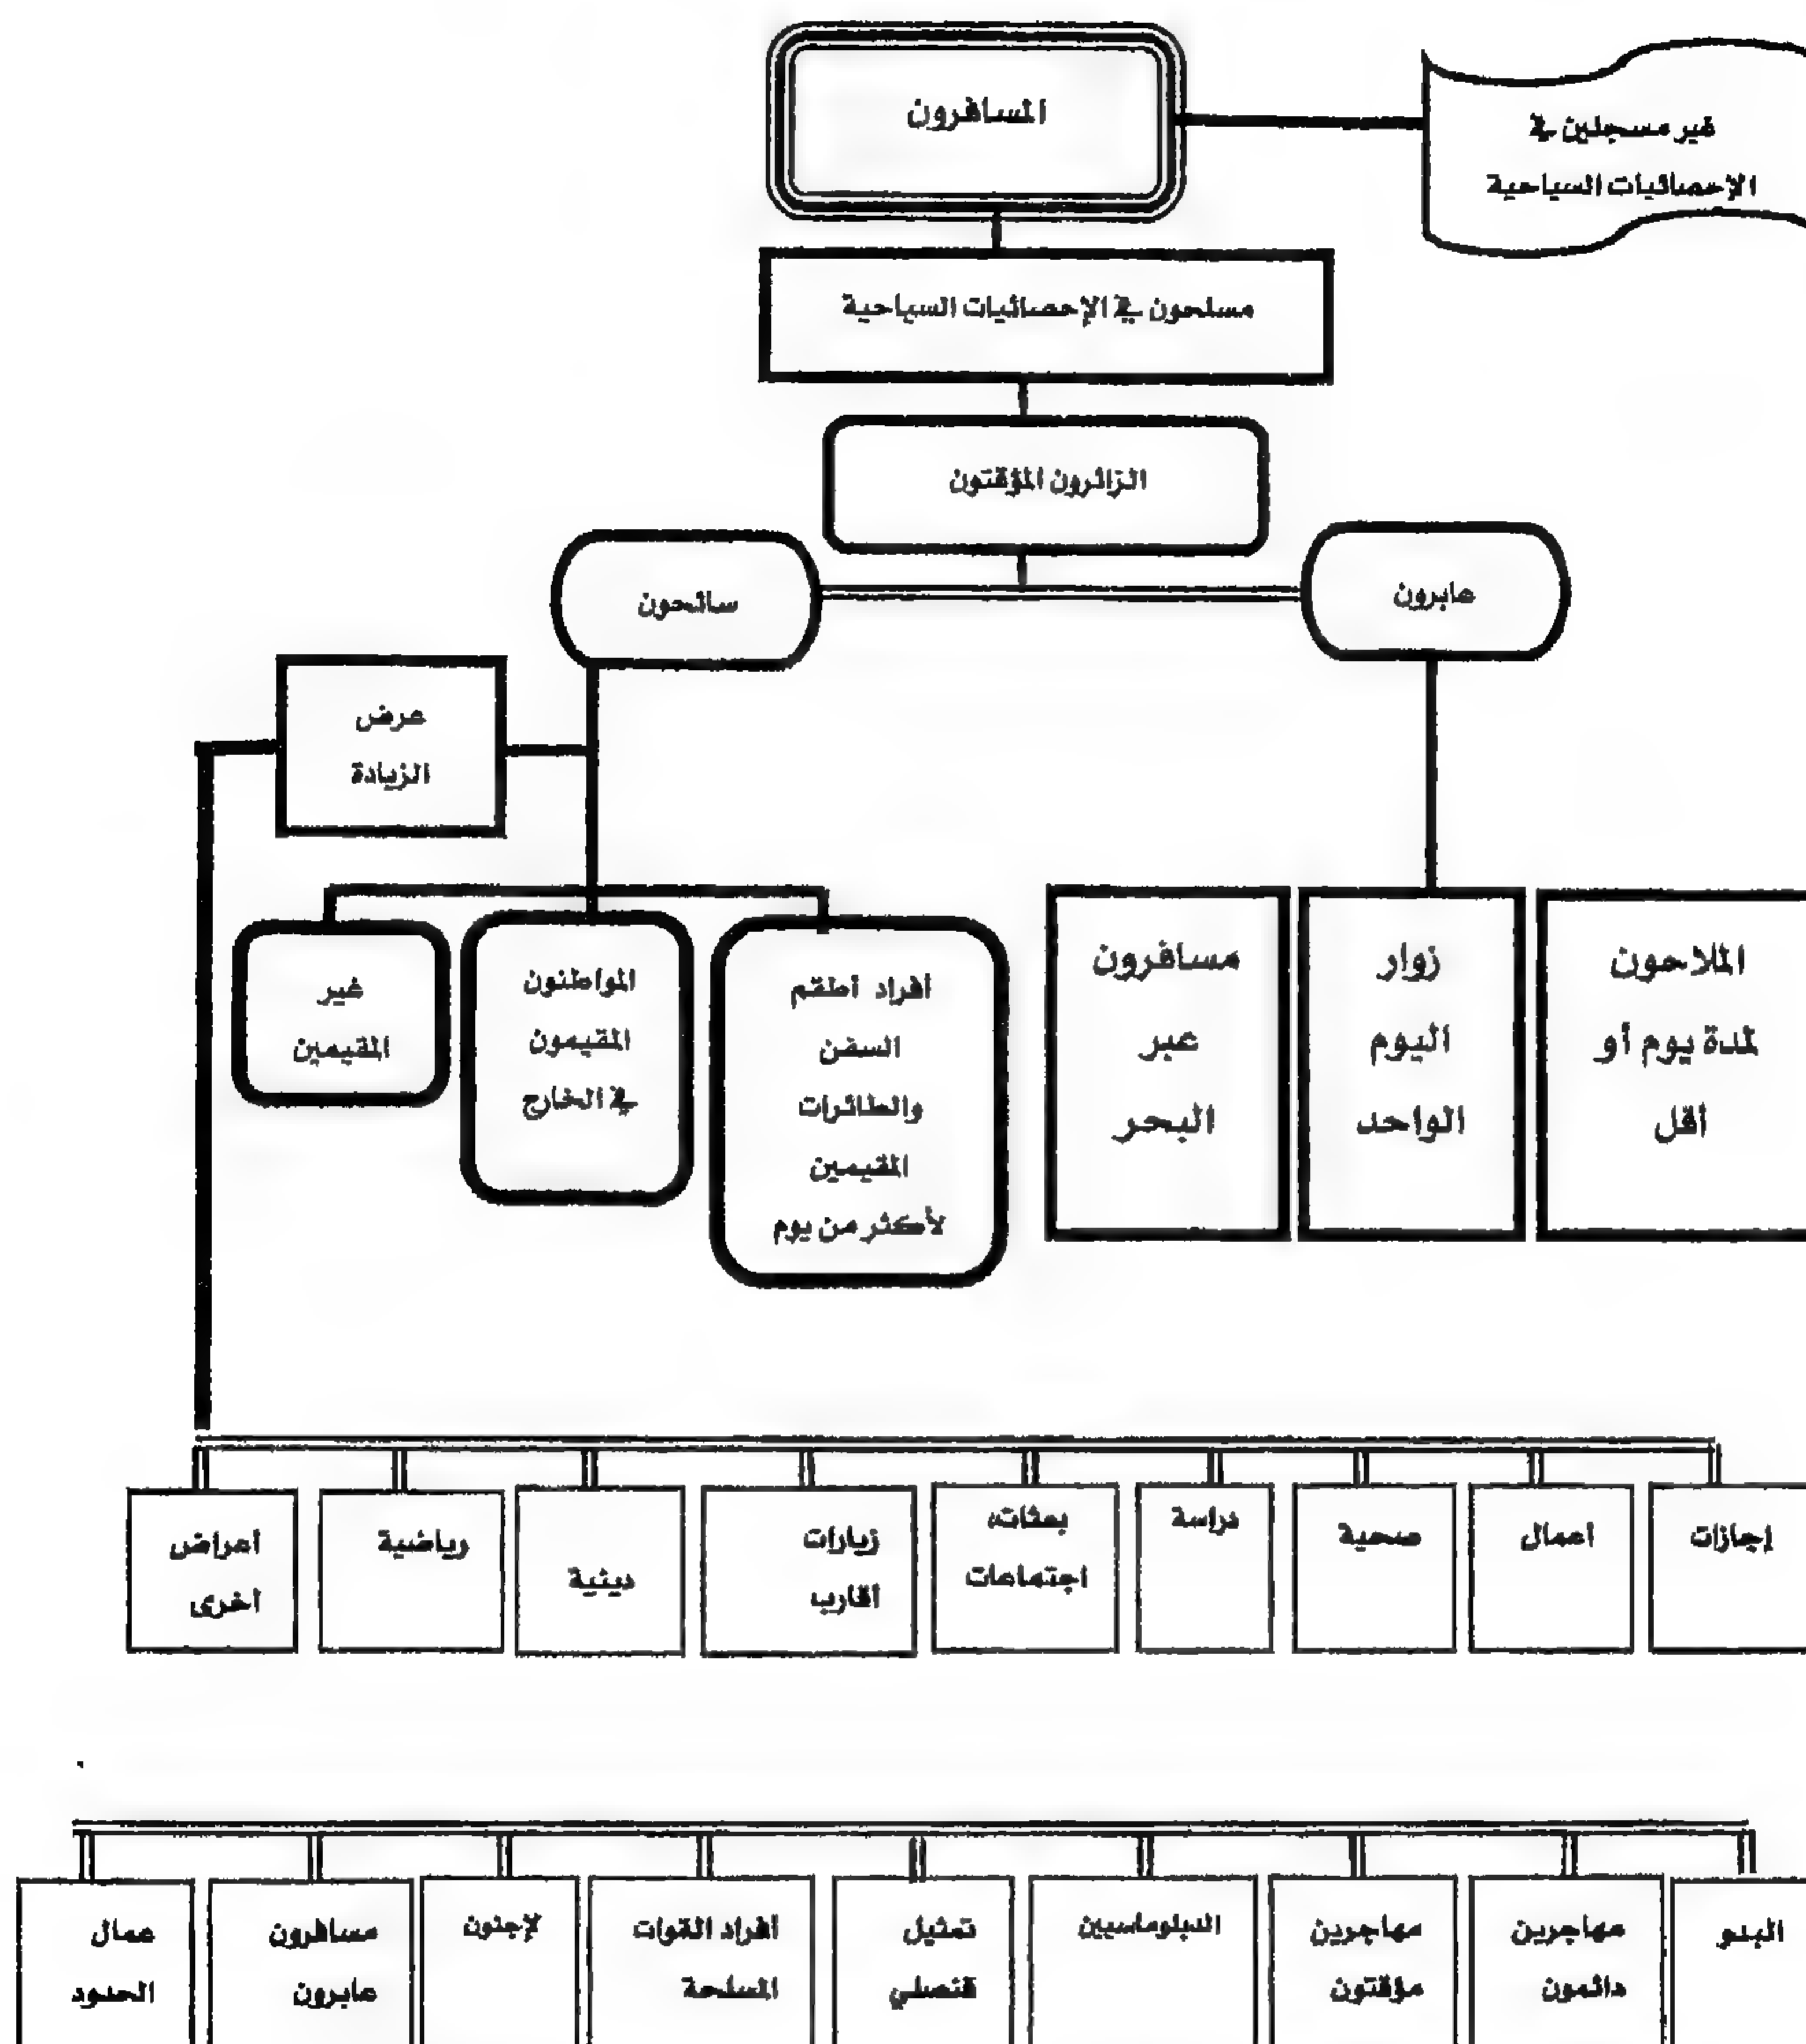 المسافرون
غير مسجلين في
الإحصائيات السياحية
مسلحون في الإحصائيات السياحية
الزائرون المؤقتون
عابرون
سائحون
عرض
الزيادة
الملاحون
لمدة يوم أو
أقل
زوار
اليوم
الواحد
مسافرون
عبر
البحر
أفراد أطقم
السفن
والطائرات
المقيمين
لأكثر من يوم
المواطنون
المقيمون
في الخارج
غير
المقيمين
إجازات
أعمال
صحية
دراسة
بعثات،
اجتماعات
زيارات
أقارب
دينية
رياضية
أعراض
أخرى
البدو
مهاجرين
دائمون
مهاجرين
مؤقتون
الدبلوماسيين
تمثيل
قنصلي
أفراد القوات
المسلحة
لإجئون
مسافرون
عابرون
عمال
الحدود